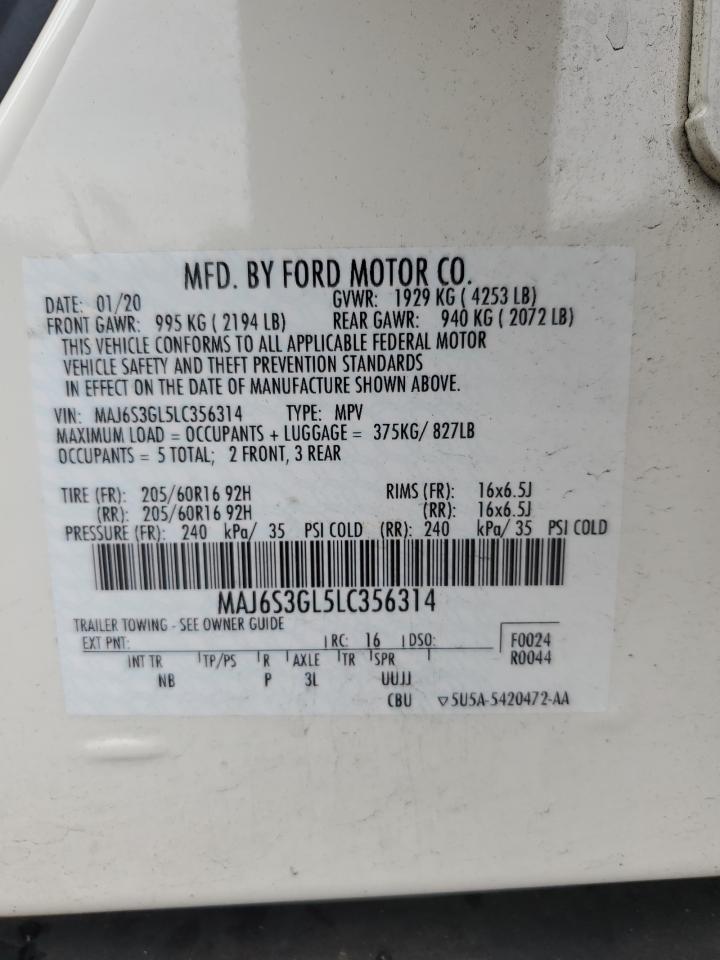 MFD. BY FORD MOTOR CO.
DATE: 01/20 GVWR: 1929 KG ( 4253 LB)
FRONT GAWR: 995 KG ( 2194 LB) REAR GAWR: 940 KG ( 2072 LB)
THIS VEHICLE CONFORMS TO ALL APPLICABLE FEDERAL MOTOR
VEHICLE SAFETY AND THEFT PREVENTION STANDARDS
IN EFFECT ON THE DATE OF MANUFACTURE SHOWN ABOVE.
VIN: MAJ6S3GL5LC356314 TYPE: MPV
MAXIMUM LOAD = OCCUPANTS + LUGGAGE = 375KG/ 827LB
OCCUPANTS = 5 TOTAL; 2 FRONT, 3 REAR
TIRE (FR): 205/60R16 92H RIMS (FR): 16x6.5J
(RR): 205/60R16 92H (RR): 16x6.5J
PRESSURE (FR): 240 kPa/ 35 PSI COLD (RR): 240 kPa/ 35 PSI COLD
MAJ6S3GL5LC356314
TRAILER TOWING - SEE OWNER GUIDE
EXT PNT: RC: 16 DSO: F0024
INT TR TP/PS R AXLE TR SPR R0044
NB P 3L UUJJ
CBU ▽5U5A-5420472-AA